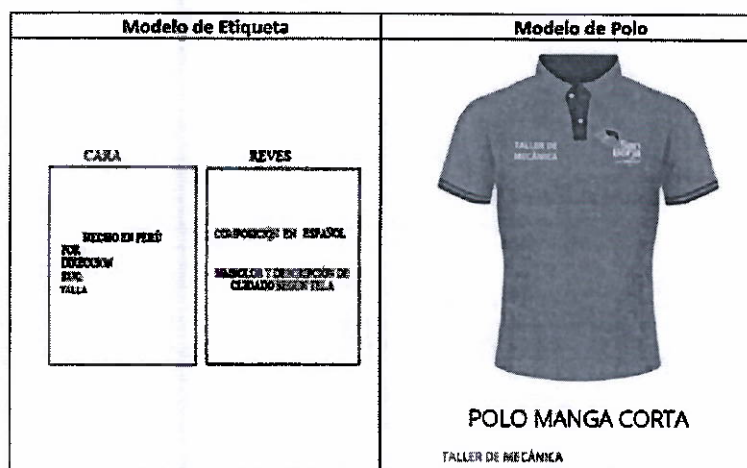 Modelo de Etiqueta
Modelo de Polo
CARA
REVES
HECHO EN PERÚ
POR
DIRECCION
RUC
TALLA
COMPOSICIÓN EN ESPAÑOL
SIMBOLOS Y DESCRIPCIÓN DE
CUIDADO SEGÚN TELA
TALLER DE
MECÁNICA
POLO MANGA CORTA
TALLER DE MECÁNICA